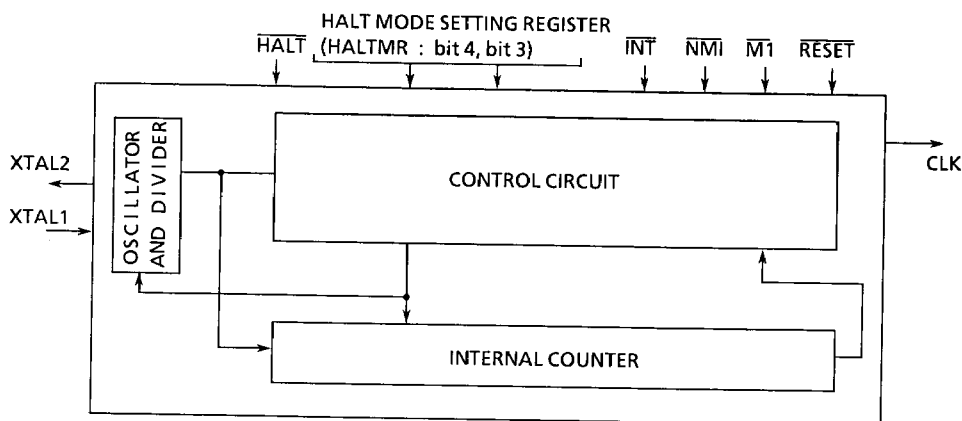 HALT MODE SETTING REGISTER
HALT (HALTMR : bit 4, bit 3) INT NMI M1 RESET
XTAL2
XTAL1
OSCILLATOR
AND DIVIDER
CONTROL CIRCUIT
CLK
INTERNAL COUNTER